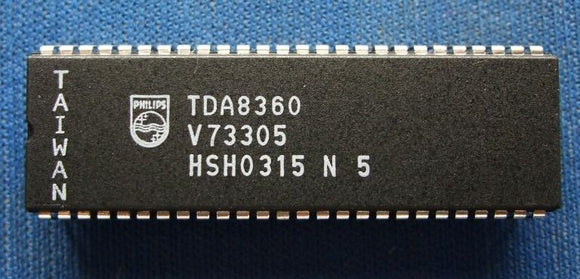 TAIWAN
PHILIPS
TDA8360
V73305
HSH0315 N 5